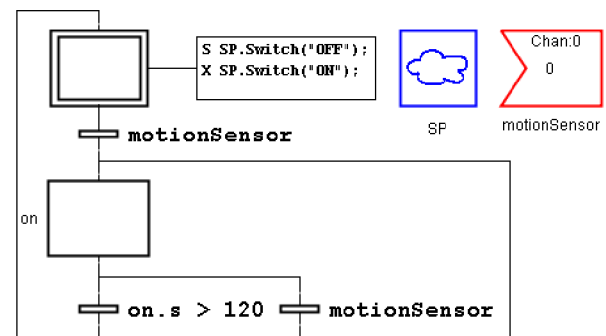 S SP.Switch("OFF");
X SP.Switch("ON");
Chan:0
0
SP
motionSensor
motionSensor
on
on.s > 120
motionSensor